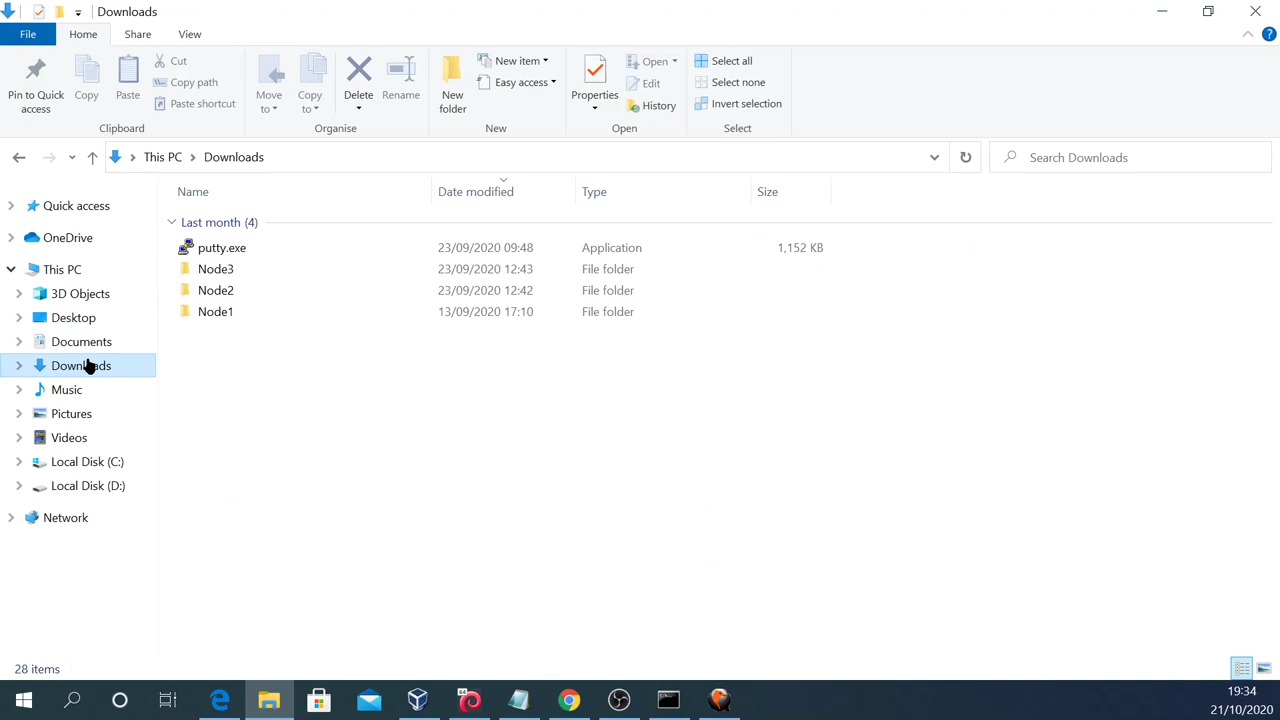 Downloads
File Home Share View
Pin to Quick access
Copy
Paste
Cut
Copy path
Paste shortcut
Clipboard
Move to
Copy to
Delete
Rename
Organise
New folder
New item
Easy access
New
Properties
Open
Edit
History
Open
Select all
Select none
Invert selection
Select
This PC Downloads
Search Downloads
Quick access
OneDrive
This PC
3D Objects
Desktop
Documents
Downloads
Music
Pictures
Videos
Local Disk (C:)
Local Disk (D:)
Network
Name Date modified Type Size
Last month (4)
putty.exe 23/09/2020 09:48 Application 1,152 KB
Node3 23/09/2020 12:43 File folder
Node2 23/09/2020 12:42 File folder
Node1 13/09/2020 17:10 File folder
28 items
19:34
21/10/2020